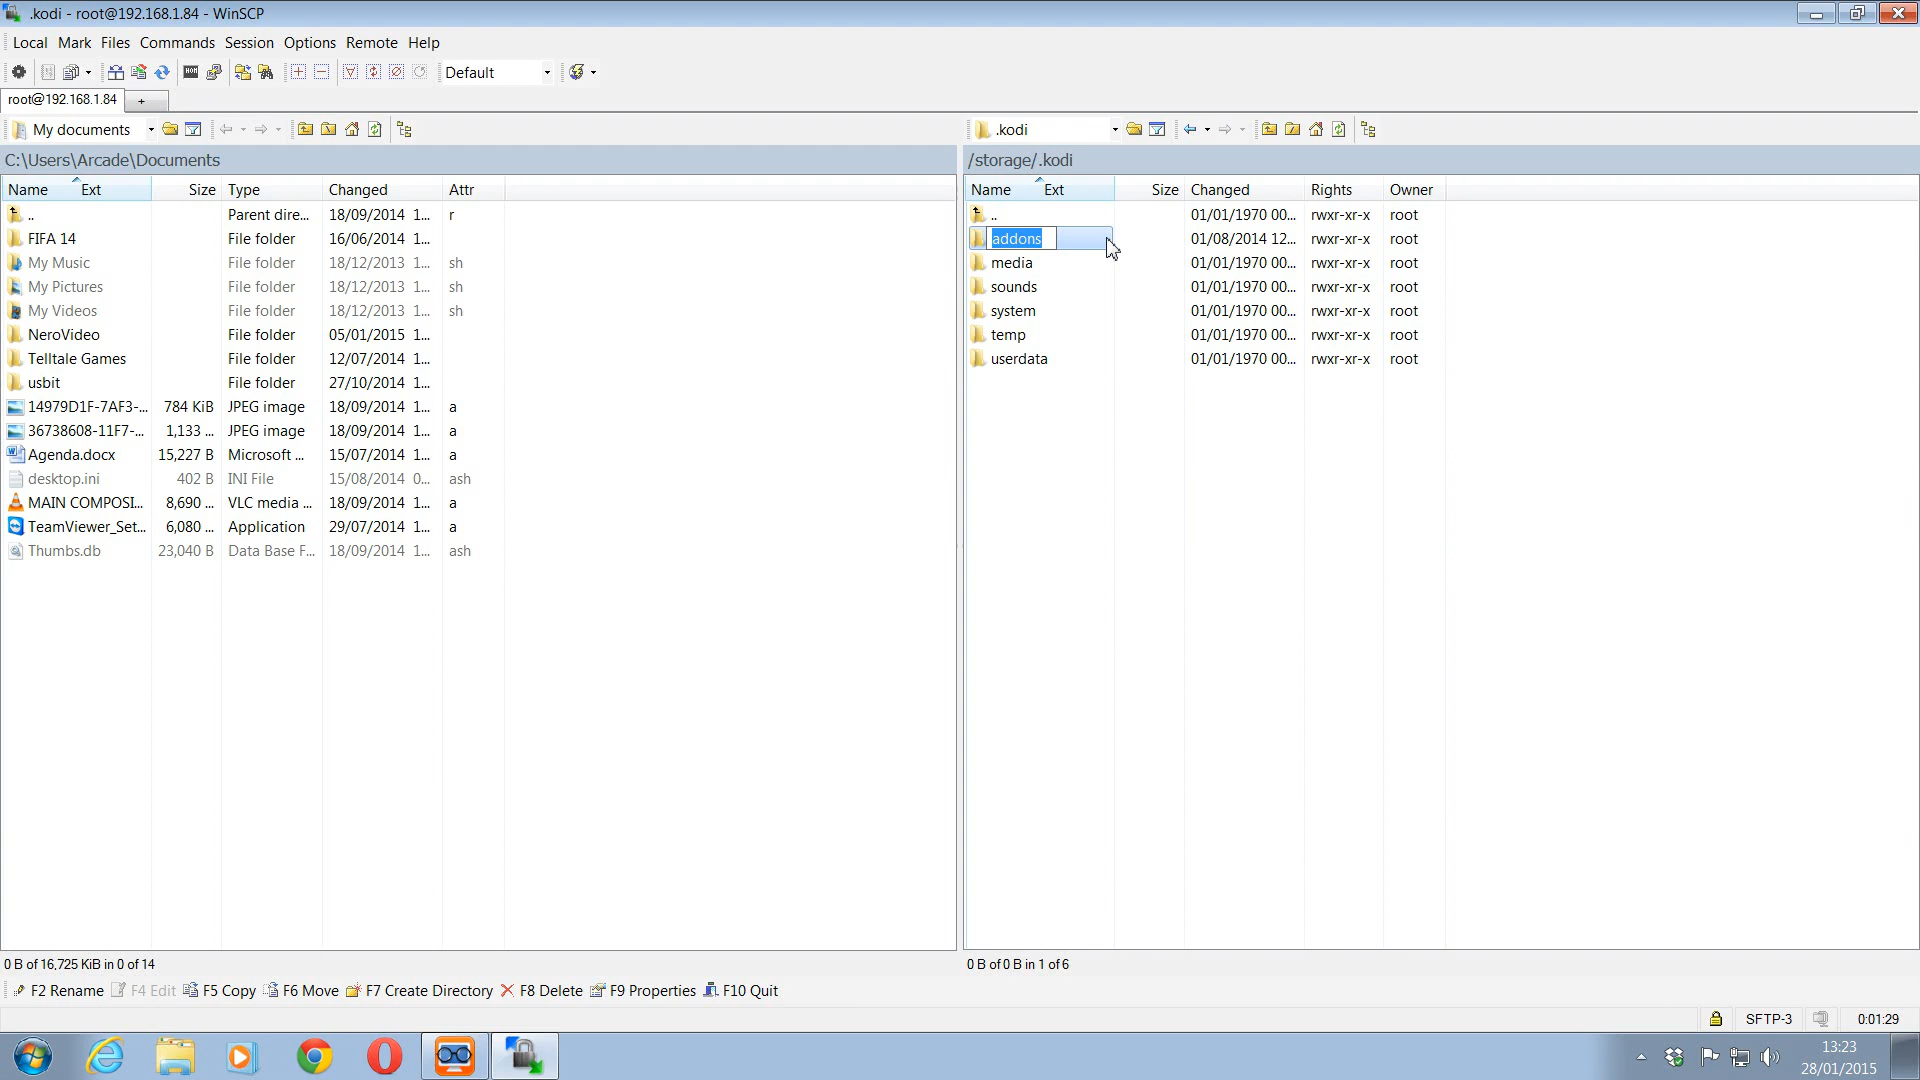 .kodi - root@192.168.1.84 - WinSCP
Local Mark Files Commands Session Options Remote Help
Default
root@192.168.1.84
My documents
.kodi
C:\Users\Arcade\Documents
/storage/.kodi
Name Ext Size Type Changed Attr
Name Ext Size Changed Rights Owner
.. Parent dire... 18/09/2014 1... r
FIFA 14 File folder 16/06/2014 1...
My Music File folder 18/12/2013 1... sh
My Pictures File folder 18/12/2013 1... sh
My Videos File folder 18/12/2013 1... sh
NeroVideo File folder 05/01/2015 1...
Telltale Games File folder 12/07/2014 1...
usbit File folder 27/10/2014 1...
14979D1F-7AF3-... 784 KiB JPEG image 18/09/2014 1... a
36738608-11F7-... 1,133 ... JPEG image 18/09/2014 1... a
Agenda.docx 15,227 B Microsoft ... 15/07/2014 1... a
desktop.ini 402 B INI File 15/08/2014 0... ash
MAIN COMPOSI... 8,690 ... VLC media ... 18/09/2014 1... a
TeamViewer_Set... 6,080 ... Application 29/07/2014 1... a
Thumbs.db 23,040 B Data Base F... 18/09/2014 1... ash
.. 01/01/1970 00... rwxr-xr-x root
addons 01/08/2014 12... rwxr-xr-x root
media 01/01/1970 00... rwxr-xr-x root
sounds 01/01/1970 00... rwxr-xr-x root
system 01/01/1970 00... rwxr-xr-x root
temp 01/01/1970 00... rwxr-xr-x root
userdata 01/01/1970 00... rwxr-xr-x root
0 B of 16,725 KiB in 0 of 14
0 B of 0 B in 1 of 6
F2 Rename F4 Edit F5 Copy F6 Move F7 Create Directory F8 Delete F9 Properties F10 Quit
SFTP-3 0:01:29
13:23
28/01/2015